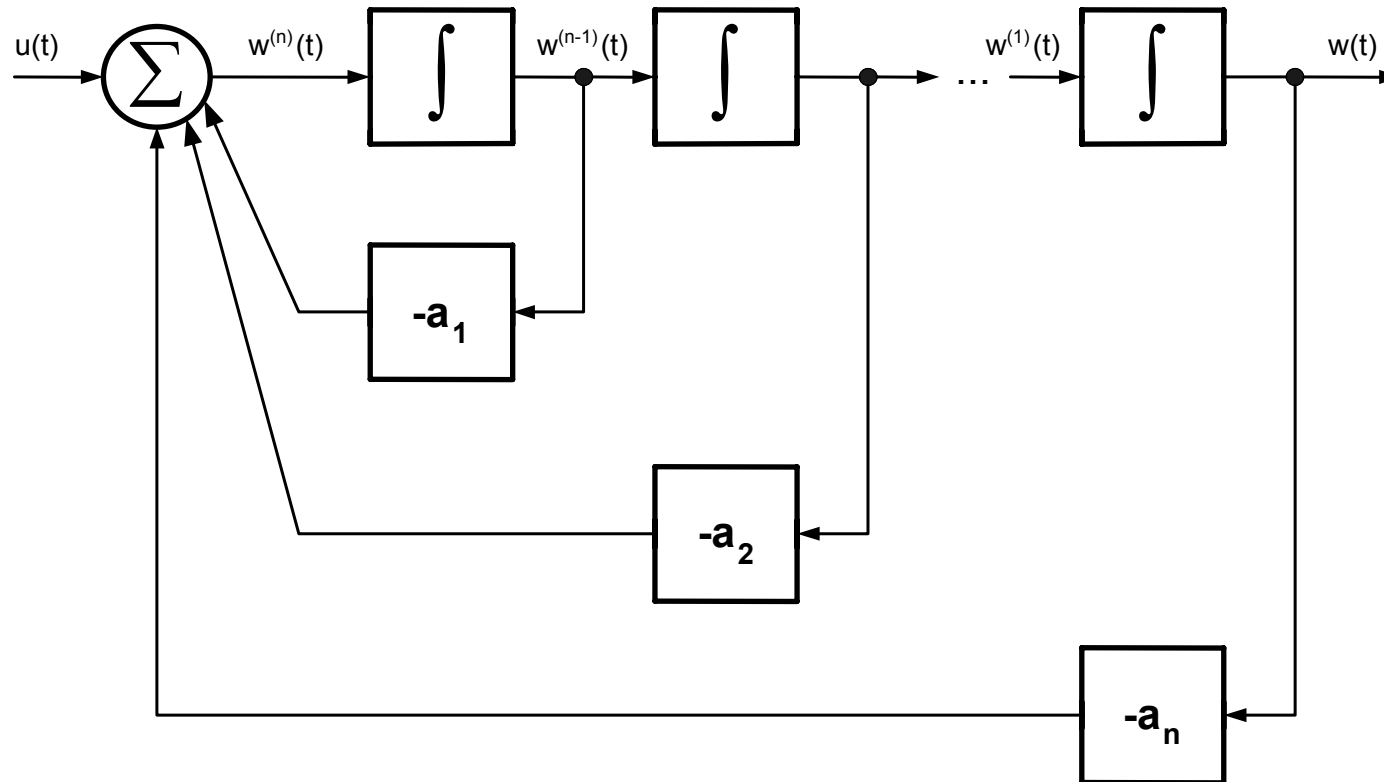 u(t) w⁽ⁿ⁾(t) w⁽ⁿ⁻¹⁾(t) w⁽¹⁾(t) w(t)
∑ ∫ ∫ ... ∫
-a₁
-a₂
-aₙ